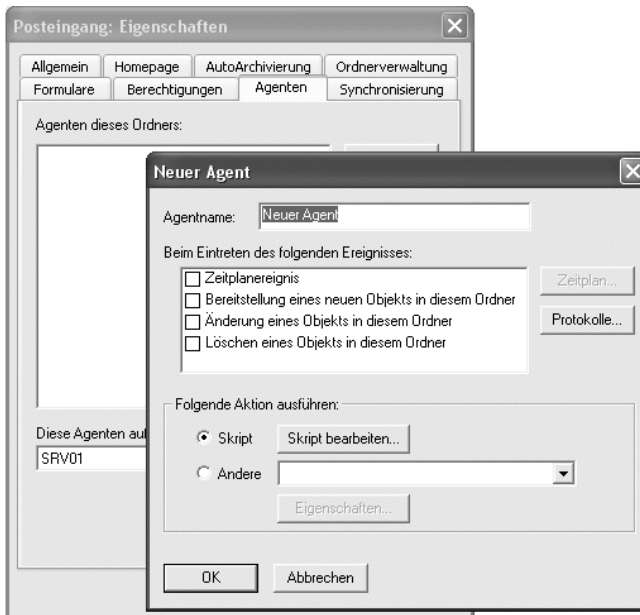 Posteingang: Eigenschaften
Allgemein Homepage AutoArchivierung Ordnerverwaltung
Formulare Berechtigungen Agenten Synchronisierung
Agenten dieses Ordners:
Neuer Agent
Agentname: Neuer Agent
Beim Eintreten des folgenden Ereignisses:
Zeitplanereignis
Bereitstellung eines neuen Objekts in diesem Ordner
Änderung eines Objekts in diesem Ordner
Löschen eines Objekts in diesem Ordner
Zeitplan...
Protokolle...
Folgende Aktion ausführen:
Skript Skript bearbeiten...
Andere
Eigenschaften...
Diese Agenten
SRV01
OK Abbrechen